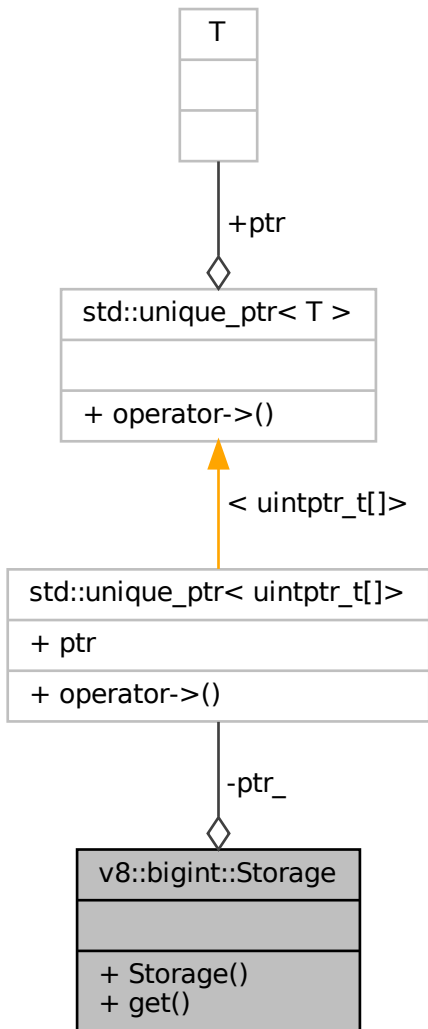 T
+ptr
std::unique_ptr< T >
+ operator->()
< uintptr_t[]>
std::unique_ptr< uintptr_t[]>
+ ptr
+ operator->()
-ptr_
v8::bigint::Storage
+ Storage()
+ get()